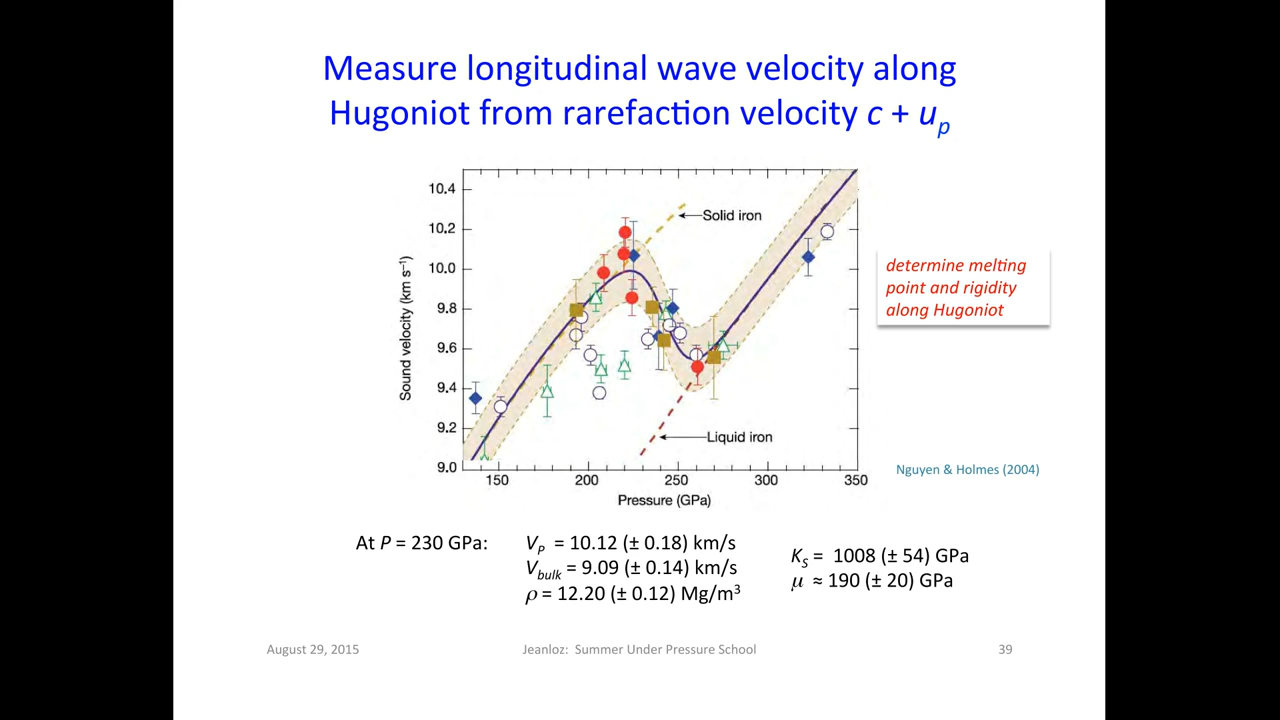 Measure longitudinal wave velocity along
Hugoniot from rarefaction velocity c + u_p
10.4
10.2
10.0
9.8
9.6
9.4
9.2
9.0
Sound velocity (km s⁻¹)
Solid iron
Liquid iron
150 200 250 300 350
Pressure (GPa)
determine melting
point and rigidity
along Hugoniot
Nguyen & Holmes (2004)
At P = 230 GPa:
V_P = 10.12 (± 0.18) km/s
V_bulk = 9.09 (± 0.14) km/s
ρ = 12.20 (± 0.12) Mg/m³
K_S = 1008 (± 54) GPa
μ ≈ 190 (± 20) GPa
August 29, 2015
Jeanloz: Summer Under Pressure School
39